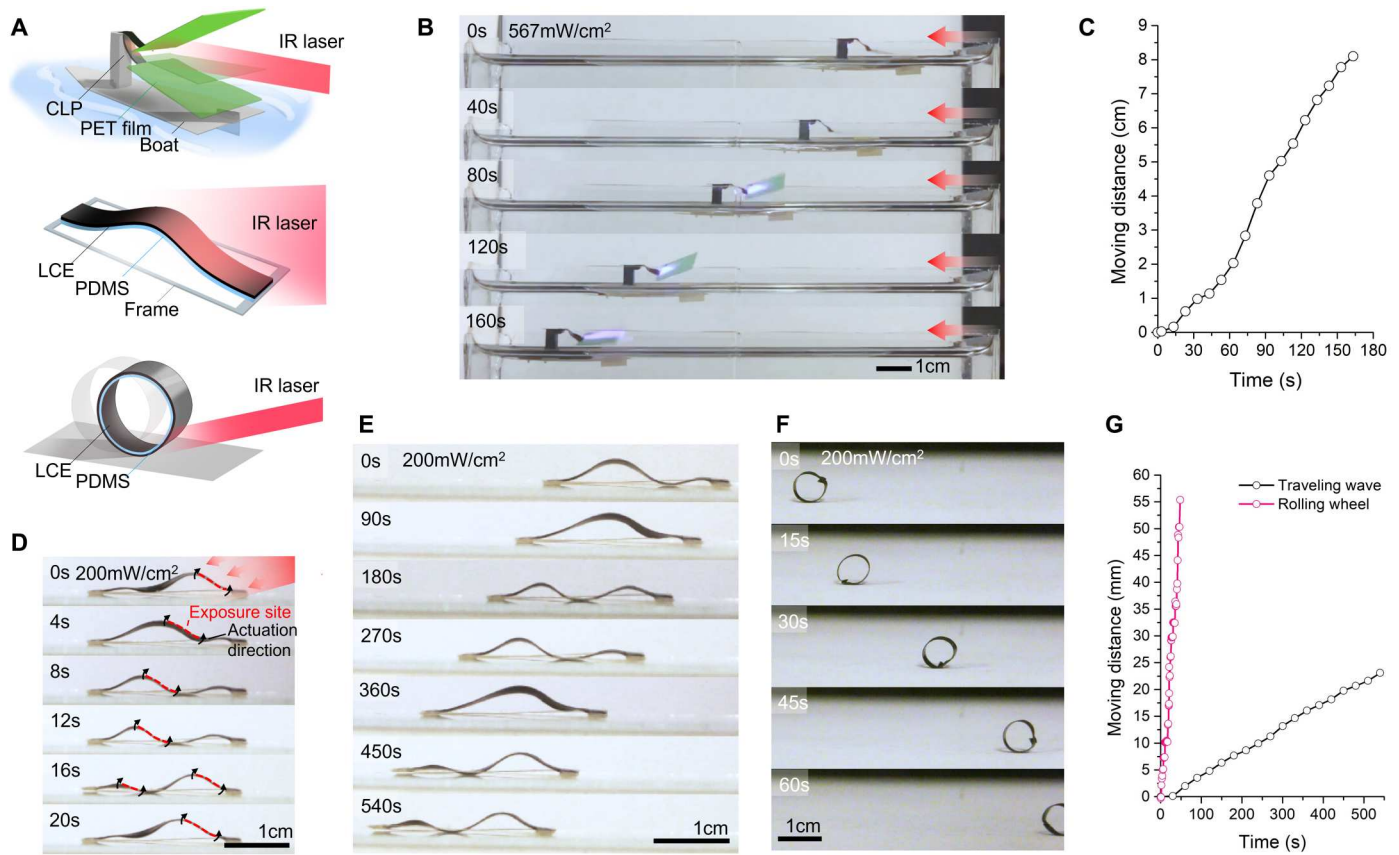 A
IR laser
CLP
PET film
Boat
IR laser
LCE
PDMS
Frame
IR laser
LCE
PDMS
B
0s 567mW/cm²
40s
80s
120s
160s
1cm
C
Moving distance (cm)
9
8
7
6
5
4
3
2
1
0
0 30 60 90 120 150 180
Time (s)
D
0s 200mW/cm²
Exposure site
4s
Actuation
direction
8s
12s
16s
20s
1cm
E
0s 200mW/cm²
90s
180s
270s
360s
450s
540s
1cm
F
0s 200mW/cm²
15s
30s
45s
60s
1cm
G
Moving distance (mm)
60
55
50
45
40
35
30
25
20
15
10
5
0
Traveling wave
Rolling wheel
0 100 200 300 400 500
Time (s)